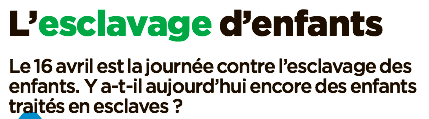 L'esclavage d'enfants
Le 16 avril est la journée contre l'esclavage des
enfants. Y a-t-il aujourd'hui encore des enfants
traités en esclaves ?